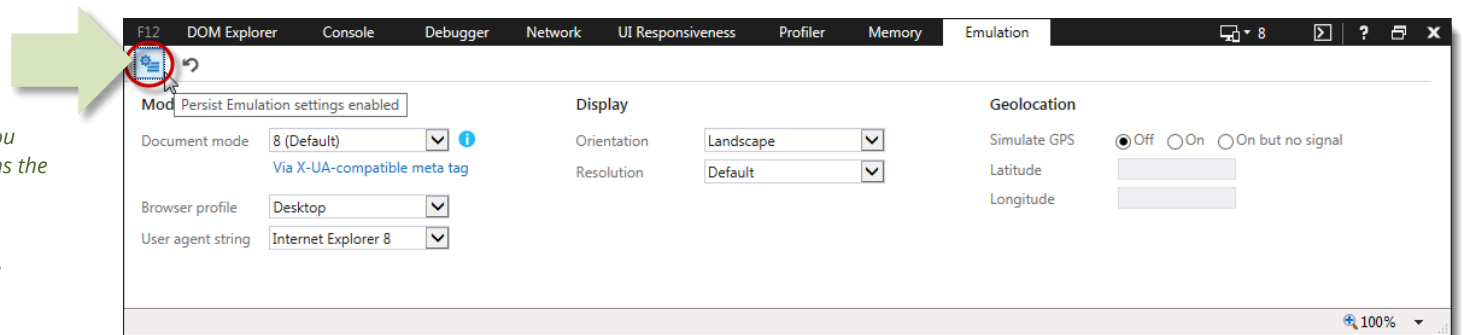 F12 DOM Explorer Console Debugger Network UI Responsiveness Profiler Memory Emulation 8 ?
Persist Emulation settings enabled
Mod Display Geolocation
Document mode 8 (Default) Orientation Landscape Simulate GPS Off On On but no signal
Via X-UA-compatible meta tag Resolution Default Latitude
Longitude
Browser profile Desktop
User agent string Internet Explorer 8
the
100%